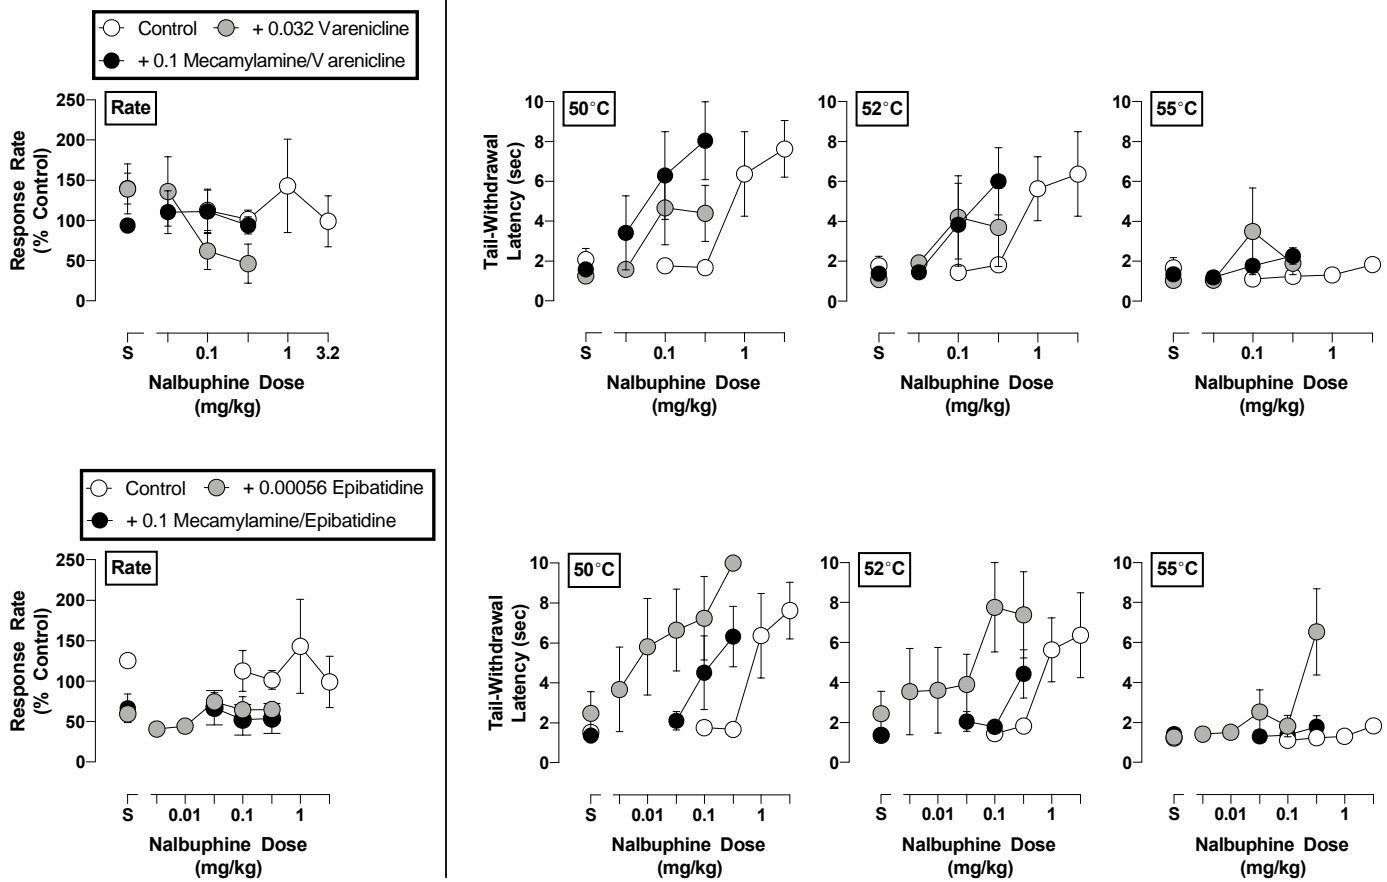 Control + 0.032 Varenicline
+ 0.1 Mecamylamine/V arenicline
Rate
Response Rate
(% Control)
250
200
150
100
50
0
S 0.1 1 3.2
Nalbuphine Dose
(mg/kg)
50°C
Tail-Withdrawal
Latency (sec)
10
8
6
4
2
0
S 0.1 1
Nalbuphine Dose
(mg/kg)
52°C
10
8
6
4
2
0
S 0.1 1
Nalbuphine Dose
(mg/kg)
55°C
10
8
6
4
2
0
S 0.1 1
Nalbuphine Dose
(mg/kg)
Control + 0.00056 Epibatidine
+ 0.1 Mecamylamine/Epibatidine
Rate
Response Rate
(% Control)
250
200
150
100
50
0
S 0.01 0.1 1
Nalbuphine Dose
(mg/kg)
50°C
Tail-Withdrawal
Latency (sec)
10
8
6
4
2
0
S 0.01 0.1 1
Nalbuphine Dose
(mg/kg)
52°C
10
8
6
4
2
0
S 0.01 0.1 1
Nalbuphine Dose
(mg/kg)
55°C
10
8
6
4
2
0
S 0.01 0.1 1
Nalbuphine Dose
(mg/kg)